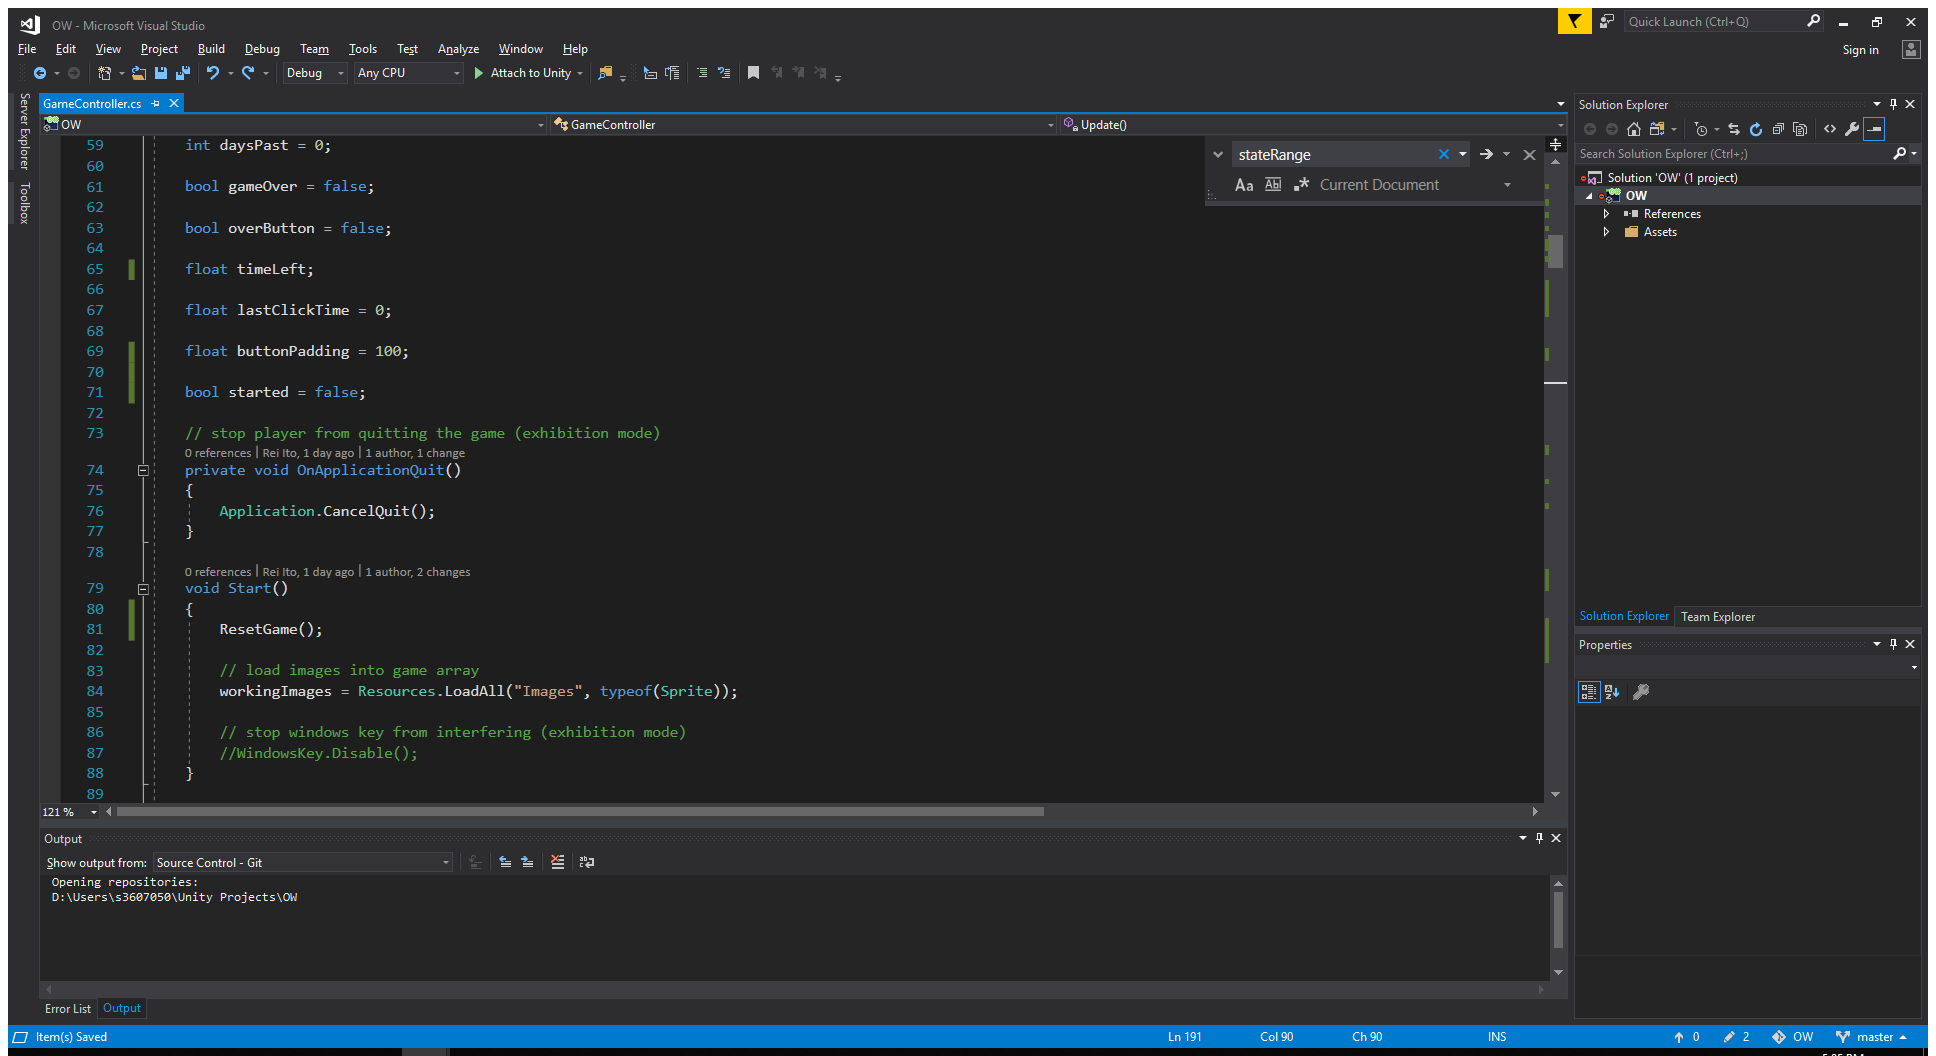 OW - Microsoft Visual Studio
Quick Launch (Ctrl+Q)
File Edit View Project Build Debug Team Tools Test Analyze Window Help
Sign in
Debug Any CPU Attach to Unity
Server Explorer
Toolbox
GameController.cs
OW GameController Update()
59 int daysPast = 0;
60
61 bool gameOver = false;
62
63 bool overButton = false;
64
65 float timeLeft;
66
67 float lastClickTime = 0;
68
69 float buttonPadding = 100;
70
71 bool started = false;
72
73 // stop player from quitting the game (exhibition mode)
0 references | Rei Ito, 1 day ago | 1 author, 1 change
74 private void OnApplicationQuit()
75 {
76 Application.CancelQuit();
77 }
78
0 references | Rei Ito, 1 day ago | 1 author, 2 changes
79 void Start()
80 {
81 ResetGame();
82
83 // load images into game array
84 workingImages = Resources.LoadAll("Images", typeof(Sprite));
85
86 // stop windows key from interfering (exhibition mode)
87 //WindowsKey.Disable();
88 }
89
stateRange
Aa Abl .* Current Document
121 %
Output
Show output from: Source Control - Git
Opening repositories:
D:\Users\s3607050\Unity Projects\OW
Error List Output
Solution Explorer
Search Solution Explorer (Ctrl+;)
Solution 'OW' (1 project)
OW
References
Assets
Solution Explorer Team Explorer
Properties
Item(s) Saved Ln 191 Col 90 Ch 90 INS 0 2 OW master